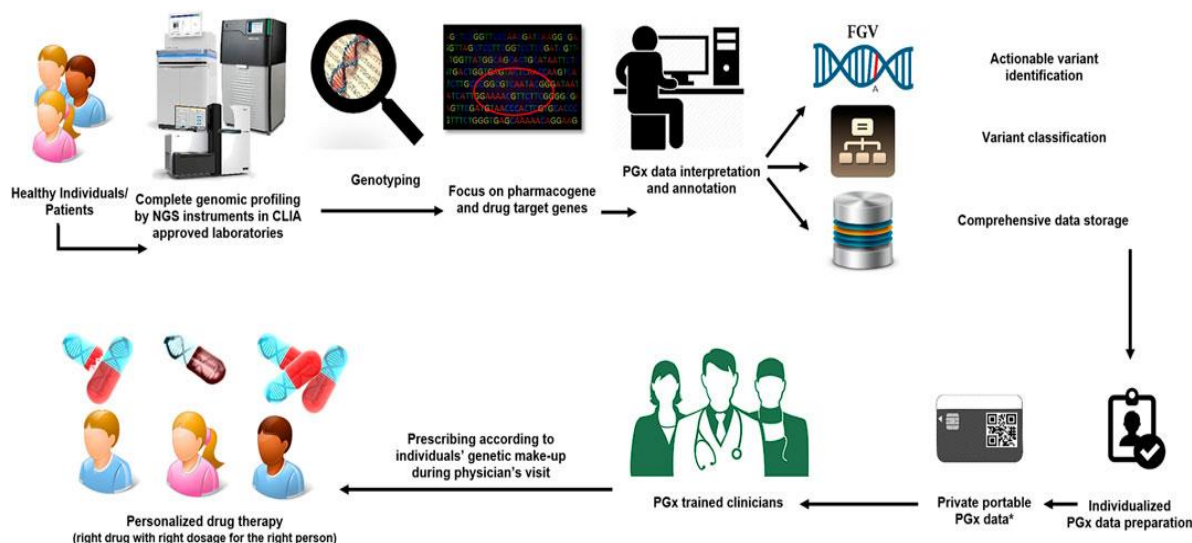 Healthy Individuals/
Patients
Complete genomic profiling
by NGS instruments in CLIA
approved laboratories
Genotyping
Focus on pharmacogene
and drug target genes
PGx data interpretation
and annotation
FGV
A
Actionable variant
identification
Variant classification
Comprehensive data storage
Individualized
PGx data preparation
Private portable
PGx data*
PGx trained clinicians
Prescribing according to
individuals’ genetic make-up
during physician’s visit
Personalized drug therapy
(right drug with right dosage for the right person)